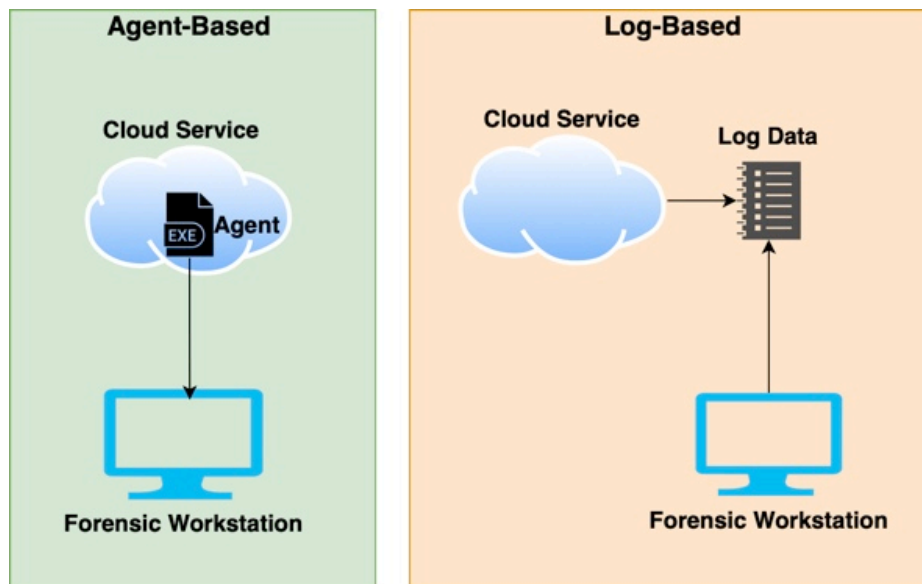 Agent-Based
Cloud Service
EXE
Agent
Forensic Workstation
Log-Based
Cloud Service
Log Data
Forensic Workstation